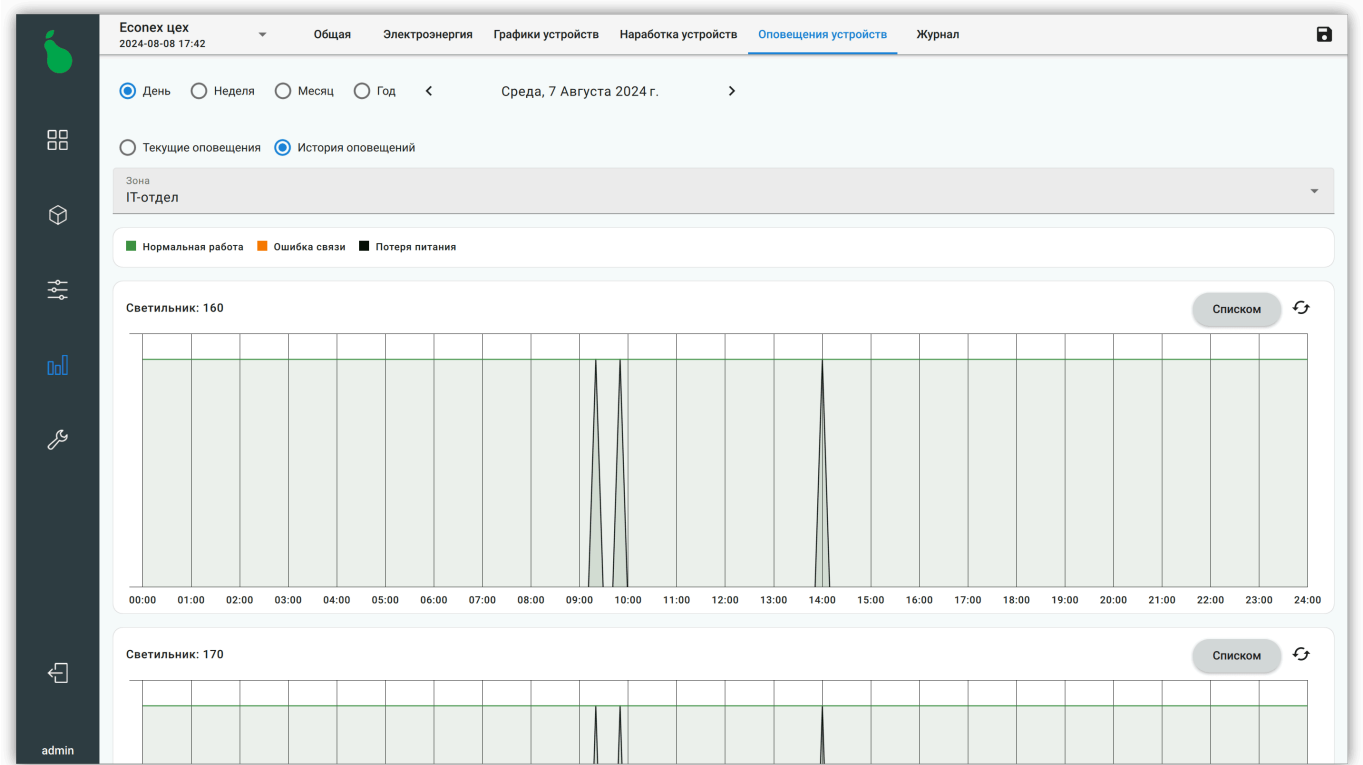 Econex цех
2024-08-08 17:42
Общая Электроэнергия Графики устройств Наработка устройств Оповещения устройств Журнал
День Неделя Месяц Год Среда, 7 Августа 2024 г.
Текущие оповещения История оповещений
Зона
IT-отдел
Нормальная работа Ошибка связи Потеря питания
Светильник: 160 Списком
00:00 01:00 02:00 03:00 04:00 05:00 06:00 07:00 08:00 09:00 10:00 11:00 12:00 13:00 14:00 15:00 16:00 17:00 18:00 19:00 20:00 21:00 22:00 23:00 24:00
Светильник: 170 Списком
admin